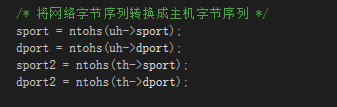 /* 将网络字节序列转换成主机字节序列 */
sport = ntohs(uh->sport);
dport = ntohs(uh->dport);
sport2 = ntohs(th->sport);
dport2 = ntohs(th->dport);